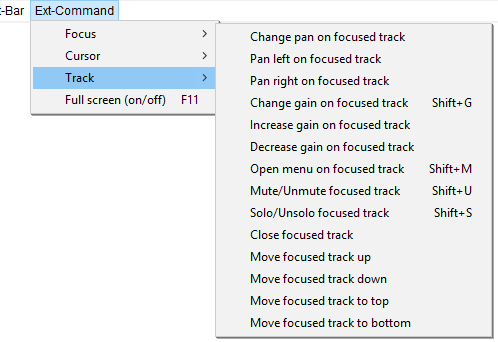 t-Bar Ext-Command
Focus
Cursor
Track
Full screen (on/off) F11
Change pan on focused track
Pan left on focused track
Pan right on focused track
Change gain on focused track Shift+G
Increase gain on focused track
Decrease gain on focused track
Open menu on focused track Shift+M
Mute/Unmute focused track Shift+U
Solo/Unsolo focused track Shift+S
Close focused track
Move focused track up
Move focused track down
Move focused track to top
Move focused track to bottom